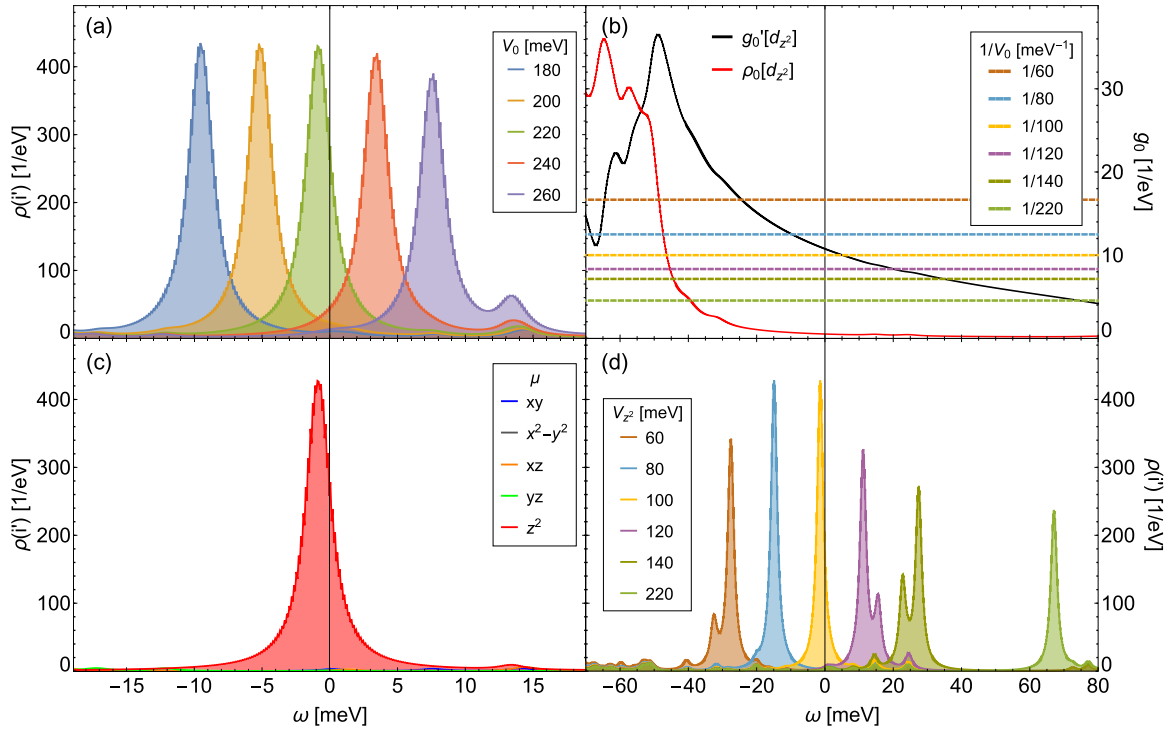 (a)
V₀ [meV]
180
200
220
240
260
400
300
200
100
0
ρ(i') [1/eV]
(b)
g₀'[d_z²]
ρ₀[d_z²]
1/V₀ [meV⁻¹]
1/60
1/80
1/100
1/120
1/140
1/220
30
20
10
0
g₀ [1/eV]
(c)
μ
xy
x²−y²
xz
yz
z²
400
300
200
100
0
ρ(i') [1/eV]
−15 −10 −5 0 5 10 15
ω [meV]
(d)
V_z² [meV]
60
80
100
120
140
220
400
300
200
100
0
ρ(i') [1/eV]
−60 −40 −20 0 20 40 60 80
ω [meV]